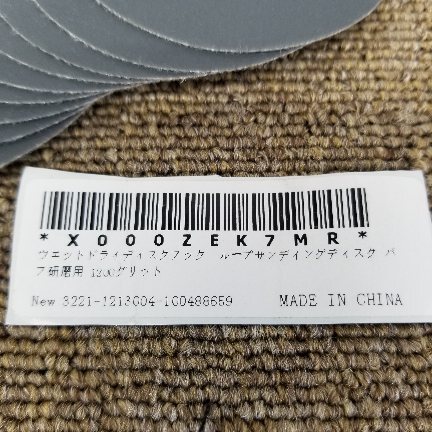 *X000ZEK7MR*
ウエットドライディスクフック ループサンディングディスク バ
フ研磨用 1200グリット
New 3221-1213G04-1G0488659
MADE IN CHINA